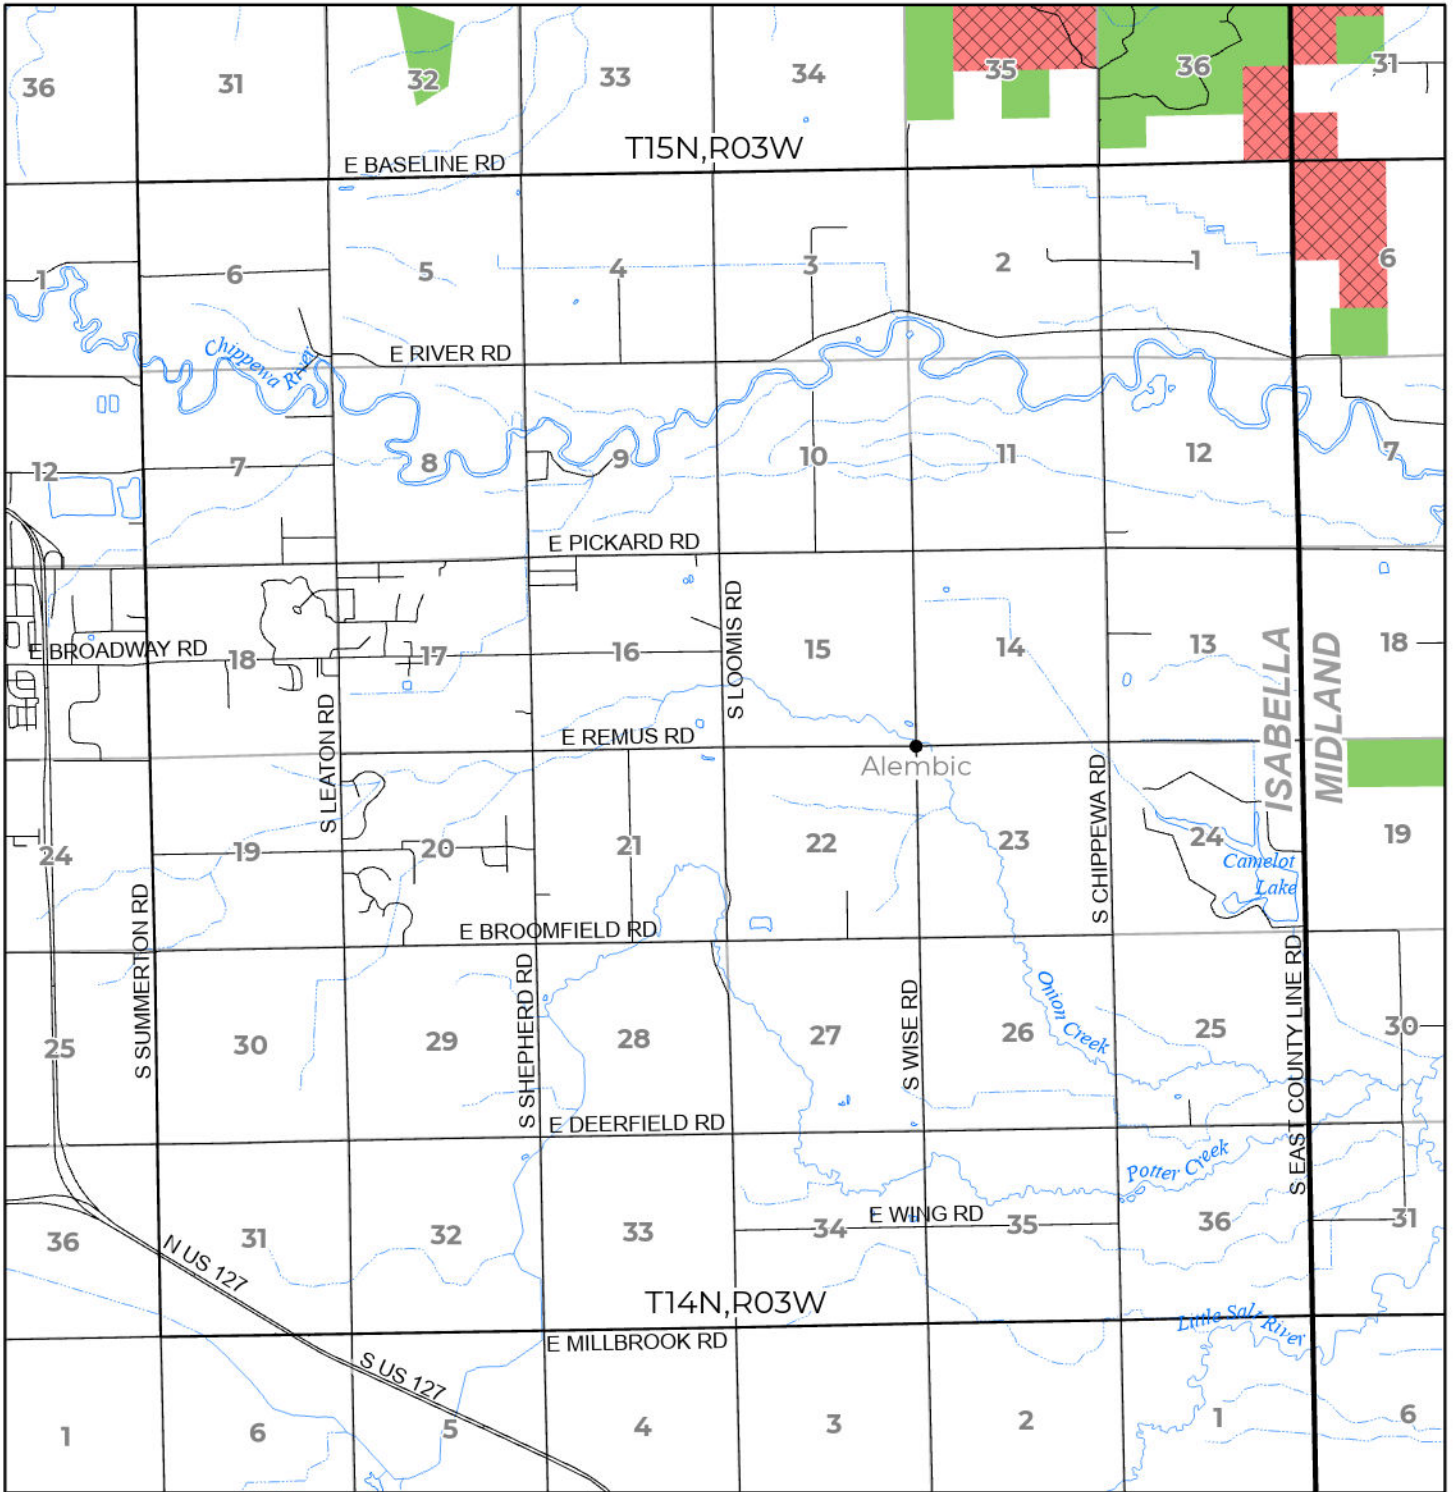 36
31
32
33
34
35
36
31
T15N,R03W
E BASELINE RD
1
6
5
4
3
2
1
6
Chippewa River
E RIVER RD
12
7
8
9
10
11
12
7
E PICKARD RD
E BROADWAY RD
18
17
16
15
14
13
18
S LOOMIS RD
ISABELLA
MIDLAND
S LEATON RD
E REMUS RD
Alembic
S CHIPPEWA RD
24
19
20
21
22
23
24
19
Camelot
Lake
S SUMMERTON RD
E BROOMFIELD RD
S SHEPHERD RD
S WISE RD
S EAST COUNTY LINE RD
25
30
29
28
27
26
25
30
Onion Creek
E DEERFIELD RD
Potter Creek
E WING RD
36
31
32
33
34
35
36
31
N US 127
T14N,R03W
Little Salt River
E MILLBROOK RD
S US 127
1
6
5
4
3
2
1
6